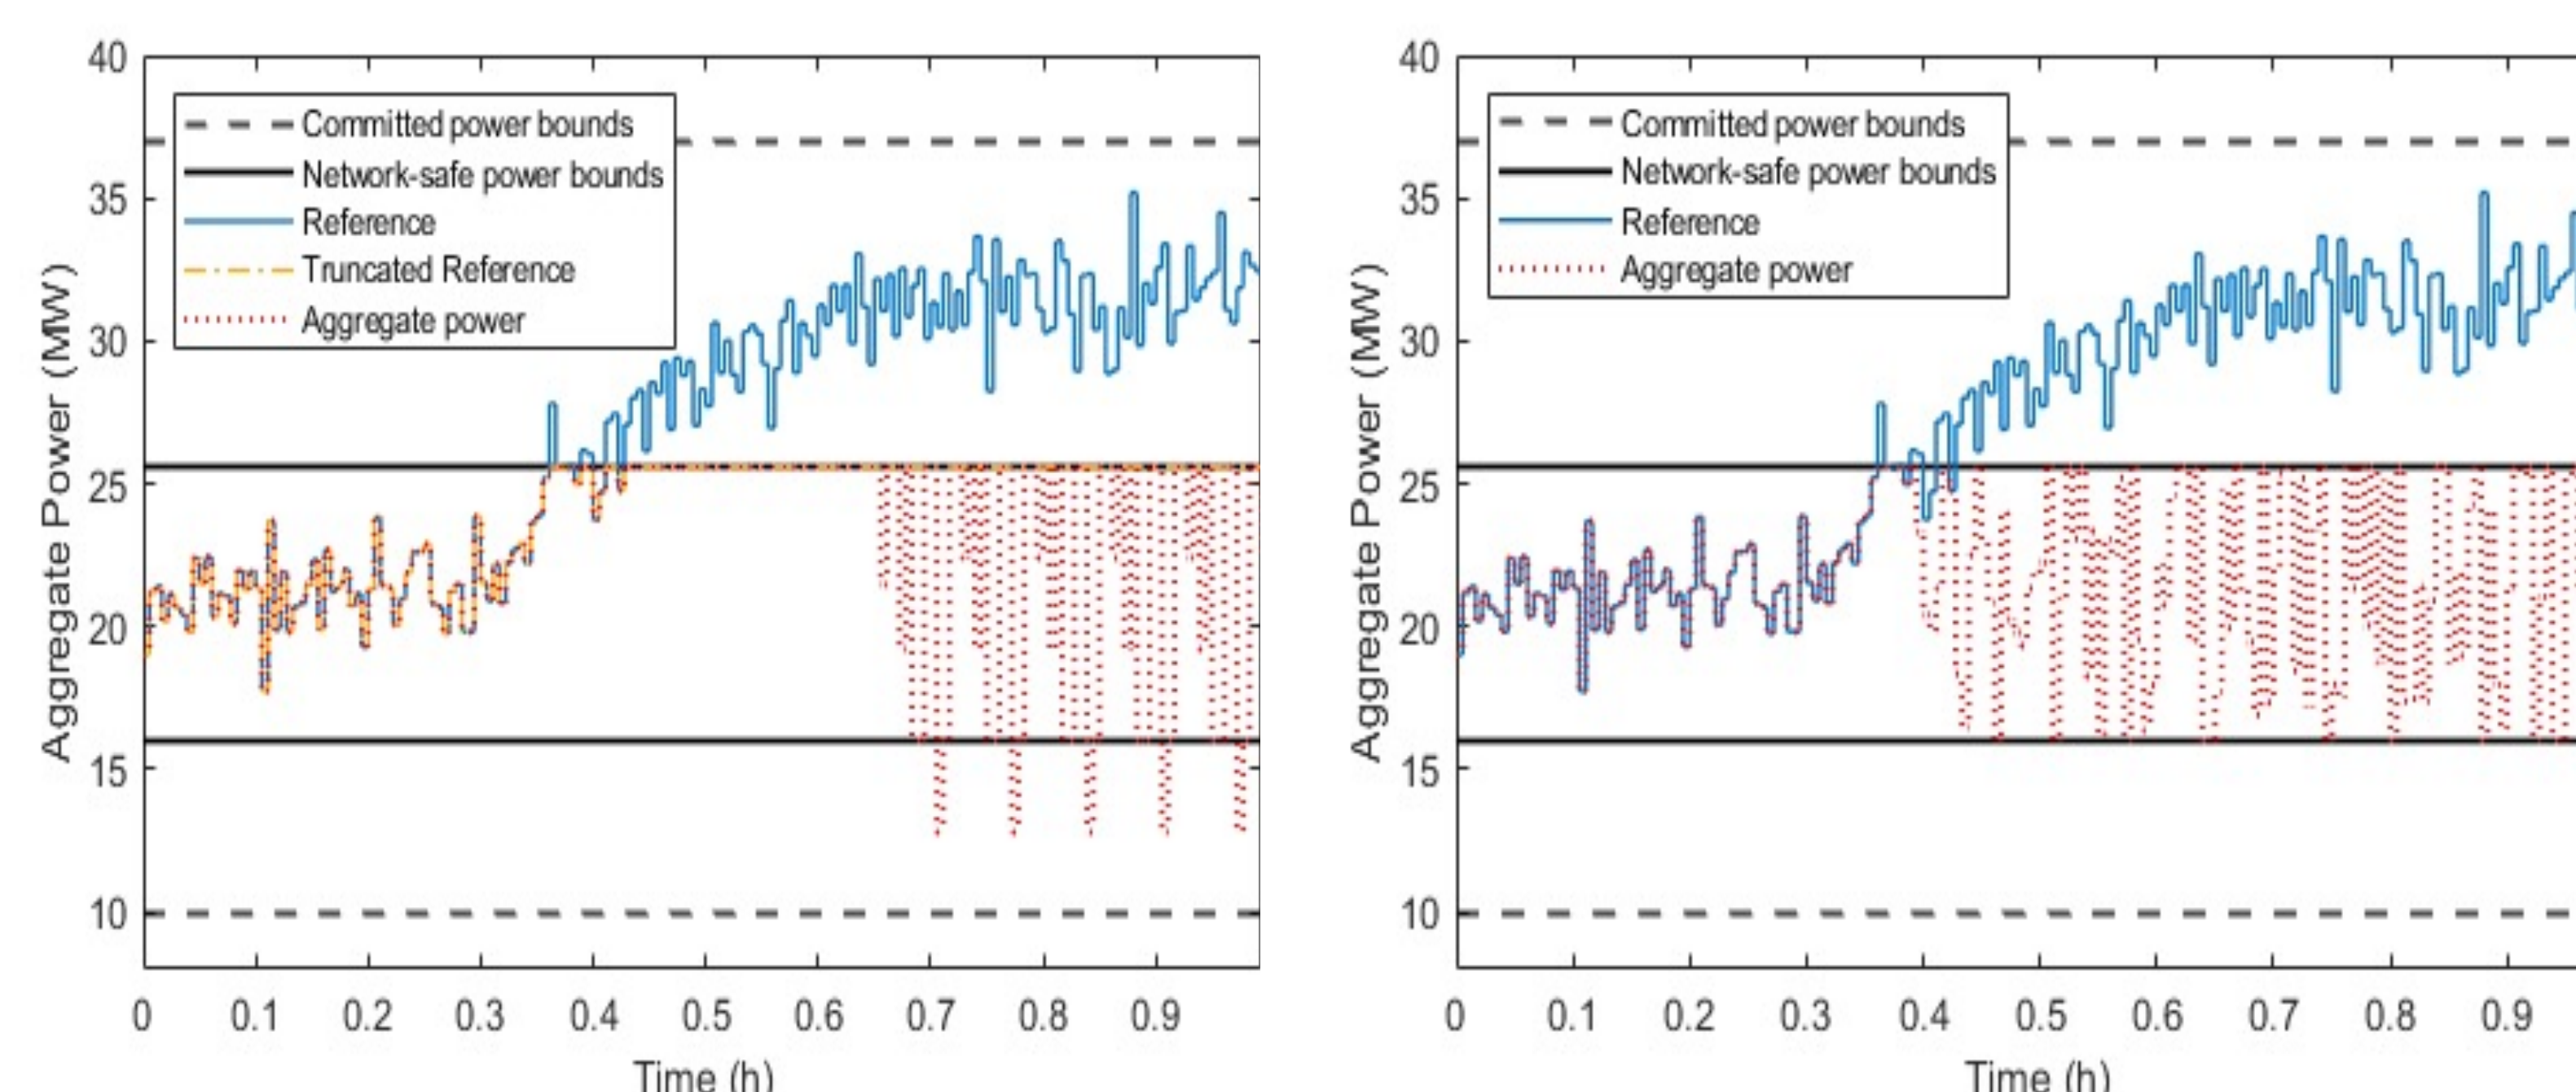 40
35
30
25
20
15
10
Aggregate Power (MW)
Committed power bounds
Network-safe power bounds
Reference
Truncated Reference
Aggregate power
0 0.1 0.2 0.3 0.4 0.5 0.6 0.7 0.8 0.9
Time (h)
40
35
30
25
20
15
10
Aggregate Power (MW)
Committed power bounds
Network-safe power bounds
Reference
Aggregate power
0 0.1 0.2 0.3 0.4 0.5 0.6 0.7 0.8 0.9
Time (h)